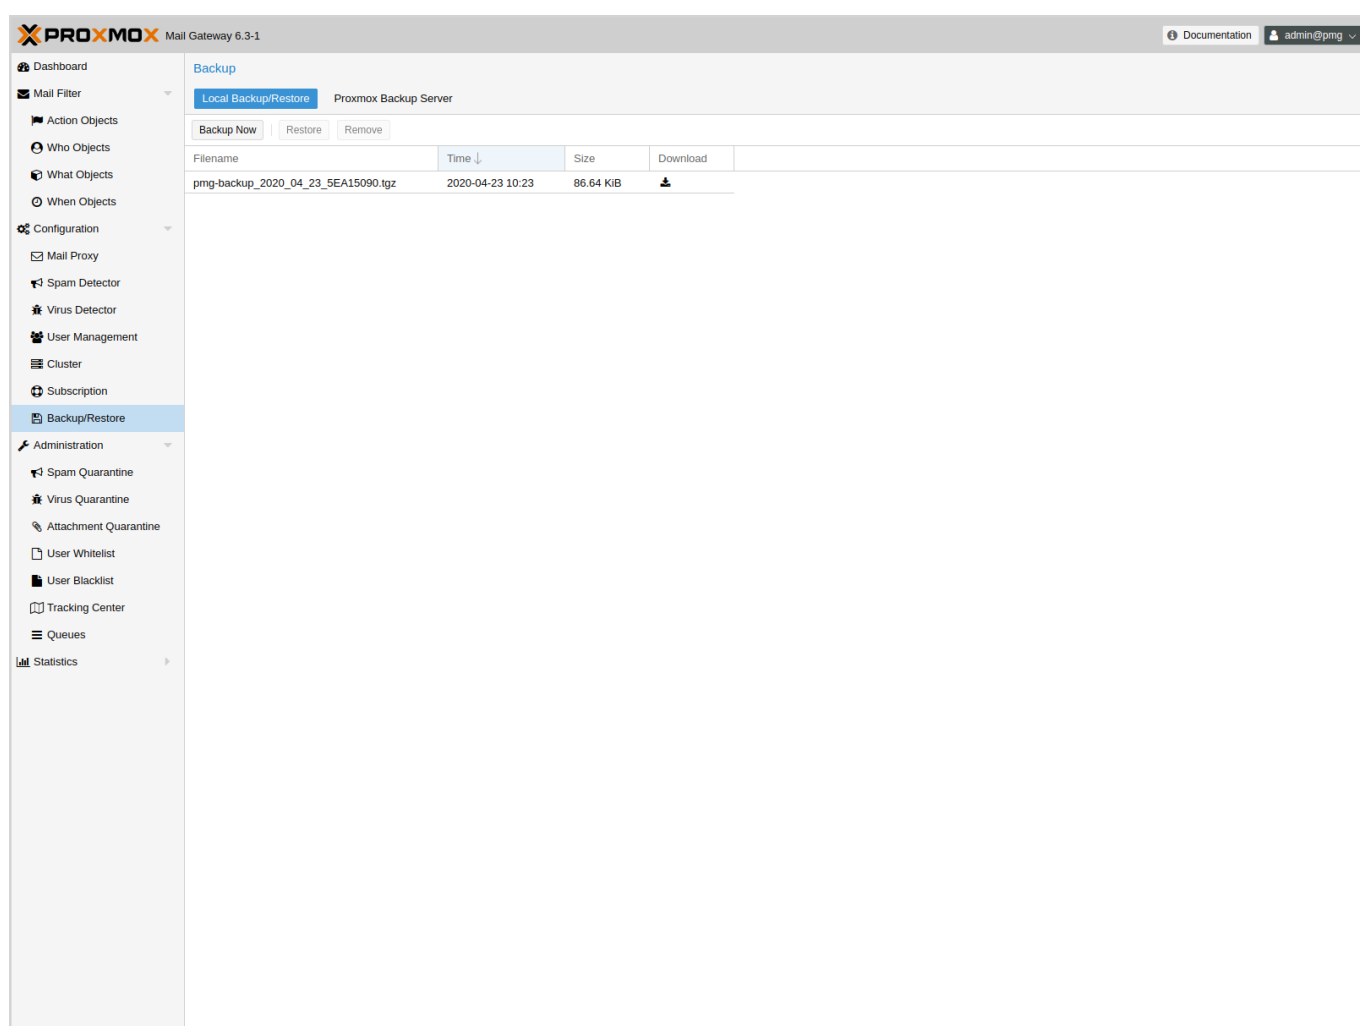 PROXMOX Mail Gateway 6.3-1 Documentation admin@pmg
Dashboard
Mail Filter
Action Objects
Who Objects
What Objects
When Objects
Configuration
Mail Proxy
Spam Detector
Virus Detector
User Management
Cluster
Subscription
Backup/Restore
Administration
Spam Quarantine
Virus Quarantine
Attachment Quarantine
User Whitelist
User Blacklist
Tracking Center
Queues
Statistics
Backup
Local Backup/Restore Proxmox Backup Server
Backup Now Restore Remove
Filename Time Size Download
pmg-backup_2020_04_23_5EA15090.tgz 2020-04-23 10:23 86.64 KiB